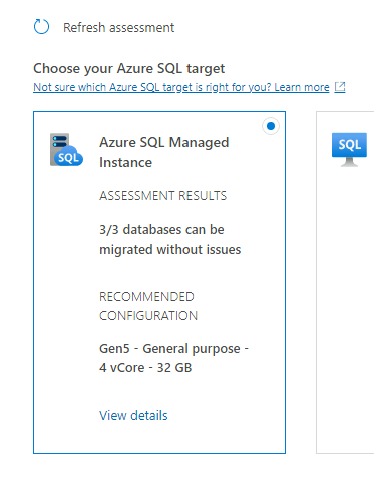 Refresh assessment
Choose your Azure SQL target
Not sure which Azure SQL target is right for you? Learn more
SQL
Azure SQL Managed
Instance
ASSESSMENT RESULTS
3/3 databases can be
migrated without issues
RECOMMENDED
CONFIGURATION
Gen5 - General purpose -
4 vCore - 32 GB
View details
SQL